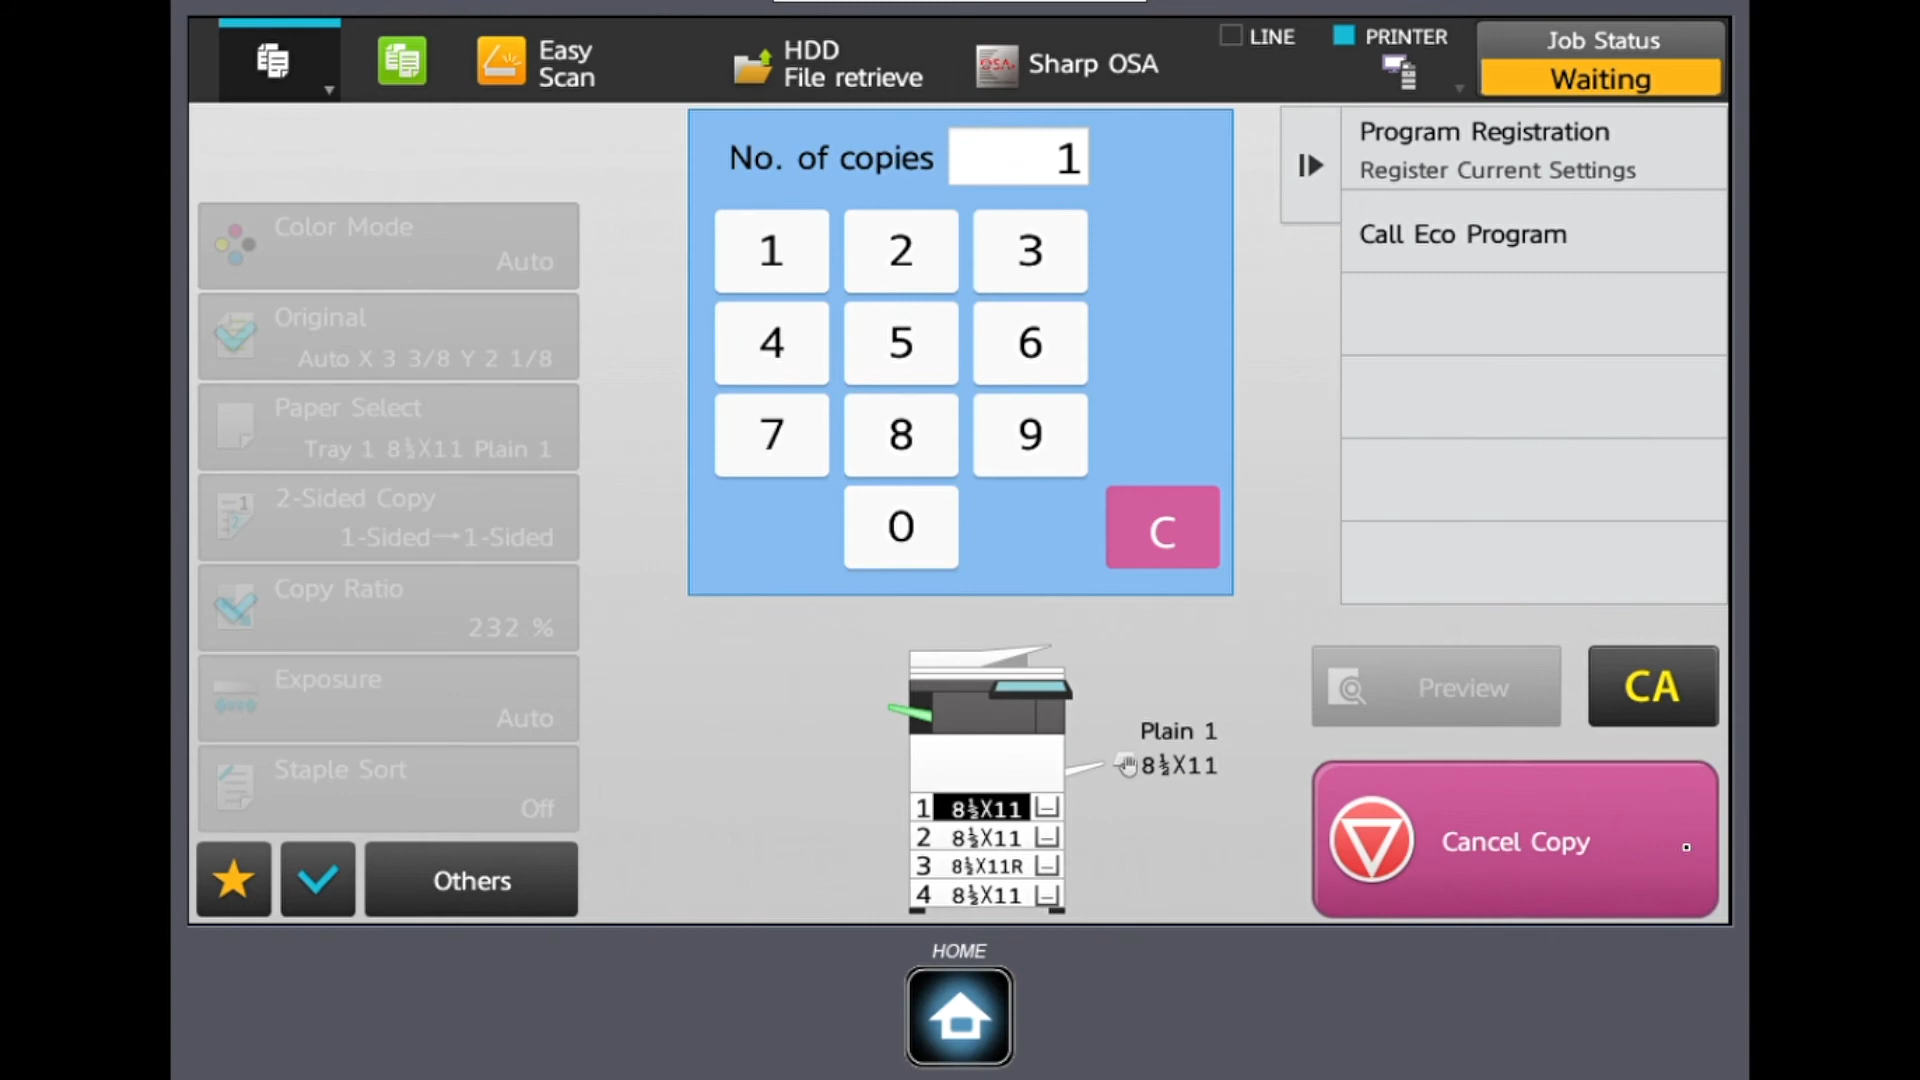 Easy
Scan
HDD
File retrieve
OSA
Sharp OSA
LINE
PRINTER
Job Status
Waiting
No. of copies 1
1 2 3
4 5 6
7 8 9
0 C
Color Mode
Auto
Original
Auto X 3 3/8 Y 2 1/8
Paper Select
Tray 1 8½X11 Plain 1
2-Sided Copy
1-Sided→1-Sided
Copy Ratio
232 %
Exposure
Auto
Staple Sort
Off
Others
Plain 1
8½X11
1 8½X11
2 8½X11
3 8½X11R
4 8½X11
Program Registration
Register Current Settings
Call Eco Program
Preview
CA
Cancel Copy
HOME